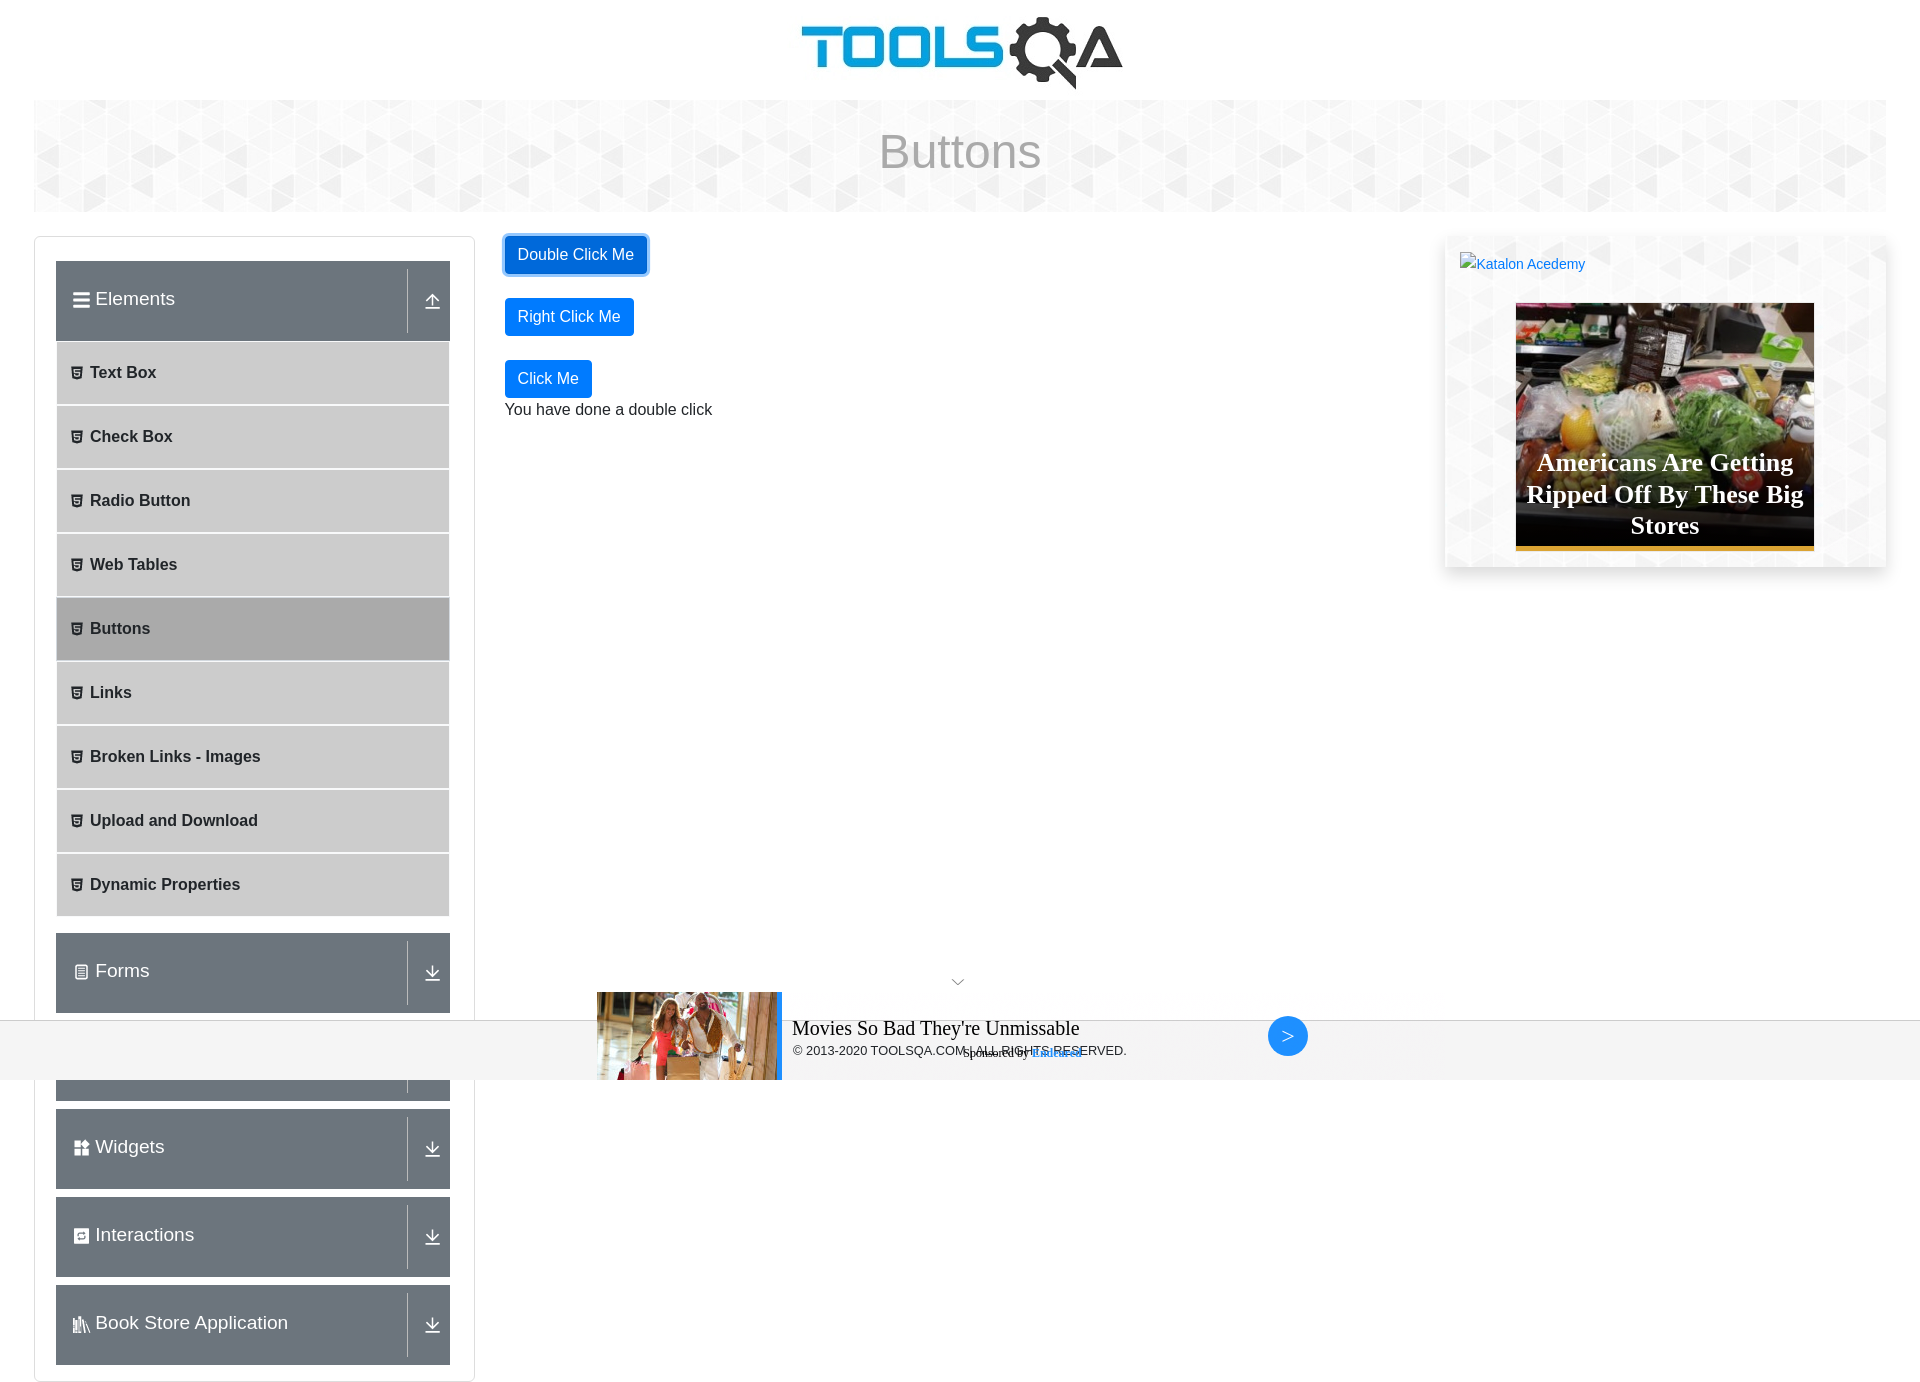 TOOLSQA
Buttons
Elements
Text Box
Check Box
Radio Button
Web Tables
Buttons
Links
Broken Links - Images
Upload and Download
Dynamic Properties
Forms
Widgets
Interactions
Book Store Application
Double Click Me
Right Click Me
Click Me
You have done a double click
Katalon Acedemy
Americans Are Getting
Ripped Off By These Big
Stores
Movies So Bad They're Unmissable
>
© 2013-2020 TOOLSQA.COM | ALL RIGHTS RESERVED.
Sponsored by